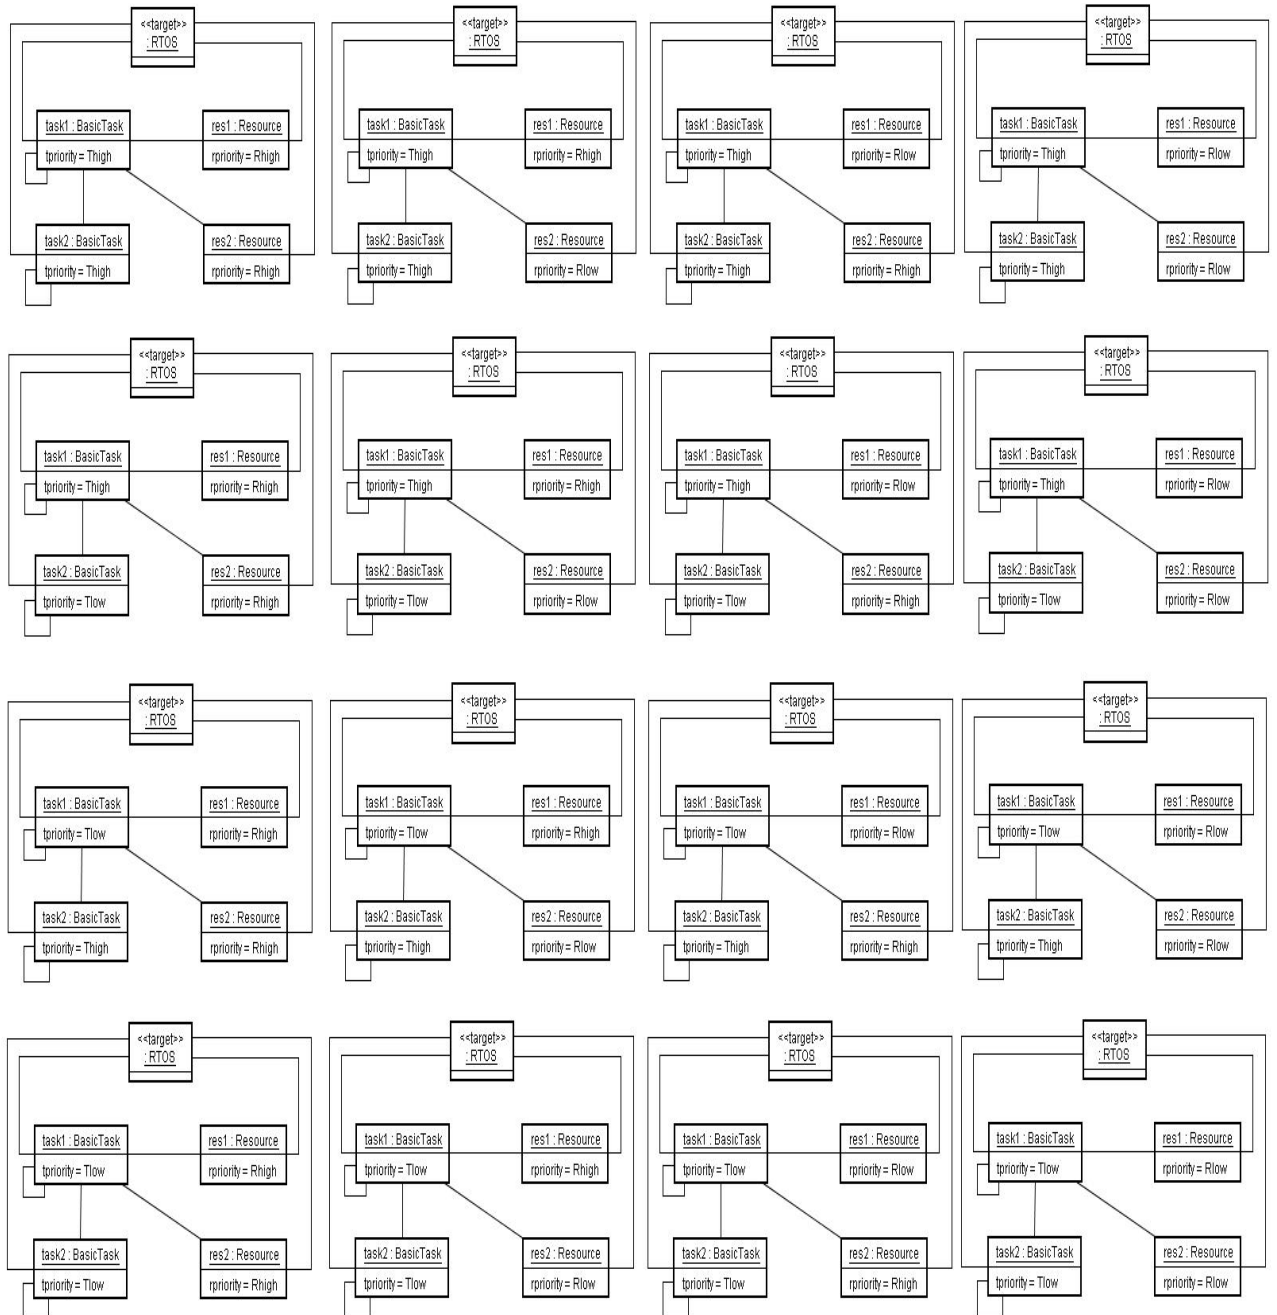 <<target>>
: RTOS
task1 : BasicTask
tpriority = Thigh
res1 : Resource
rpriority = Rhigh
task2 : BasicTask
tpriority = Thigh
res2 : Resource
rpriority = Rhigh
<<target>>
: RTOS
task1 : BasicTask
tpriority = Thigh
res1 : Resource
rpriority = Rhigh
task2 : BasicTask
tpriority = Thigh
res2 : Resource
rpriority = Rlow
<<target>>
: RTOS
task1 : BasicTask
tpriority = Thigh
res1 : Resource
rpriority = Rlow
task2 : BasicTask
tpriority = Thigh
res2 : Resource
rpriority = Rhigh
<<target>>
: RTOS
task1 : BasicTask
tpriority = Thigh
res1 : Resource
rpriority = Rlow
task2 : BasicTask
tpriority = Thigh
res2 : Resource
rpriority = Rlow
<<target>>
: RTOS
task1 : BasicTask
tpriority = Thigh
res1 : Resource
rpriority = Rhigh
task2 : BasicTask
tpriority = Tlow
res2 : Resource
rpriority = Rhigh
<<target>>
: RTOS
task1 : BasicTask
tpriority = Thigh
res1 : Resource
rpriority = Rhigh
task2 : BasicTask
tpriority = Tlow
res2 : Resource
rpriority = Rlow
<<target>>
: RTOS
task1 : BasicTask
tpriority = Thigh
res1 : Resource
rpriority = Rlow
task2 : BasicTask
tpriority = Tlow
res2 : Resource
rpriority = Rhigh
<<target>>
: RTOS
task1 : BasicTask
tpriority = Thigh
res1 : Resource
rpriority = Rlow
task2 : BasicTask
tpriority = Tlow
res2 : Resource
rpriority = Rlow
<<target>>
: RTOS
task1 : BasicTask
tpriority = Tlow
res1 : Resource
rpriority = Rhigh
task2 : BasicTask
tpriority = Thigh
res2 : Resource
rpriority = Rhigh
<<target>>
: RTOS
task1 : BasicTask
tpriority = Tlow
res1 : Resource
rpriority = Rhigh
task2 : BasicTask
tpriority = Thigh
res2 : Resource
rpriority = Rlow
<<target>>
: RTOS
task1 : BasicTask
tpriority = Tlow
res1 : Resource
rpriority = Rlow
task2 : BasicTask
tpriority = Thigh
res2 : Resource
rpriority = Rhigh
<<target>>
: RTOS
task1 : BasicTask
tpriority = Tlow
res1 : Resource
rpriority = Rlow
task2 : BasicTask
tpriority = Thigh
res2 : Resource
rpriority = Rlow
<<target>>
: RTOS
task1 : BasicTask
tpriority = Tlow
res1 : Resource
rpriority = Rhigh
task2 : BasicTask
tpriority = Tlow
res2 : Resource
rpriority = Rhigh
<<target>>
: RTOS
task1 : BasicTask
tpriority = Tlow
res1 : Resource
rpriority = Rhigh
task2 : BasicTask
tpriority = Tlow
res2 : Resource
rpriority = Rlow
<<target>>
: RTOS
task1 : BasicTask
tpriority = Tlow
res1 : Resource
rpriority = Rlow
task2 : BasicTask
tpriority = Tlow
res2 : Resource
rpriority = Rhigh
<<target>>
: RTOS
task1 : BasicTask
tpriority = Tlow
res1 : Resource
rpriority = Rlow
task2 : BasicTask
tpriority = Tlow
res2 : Resource
rpriority = Rlow